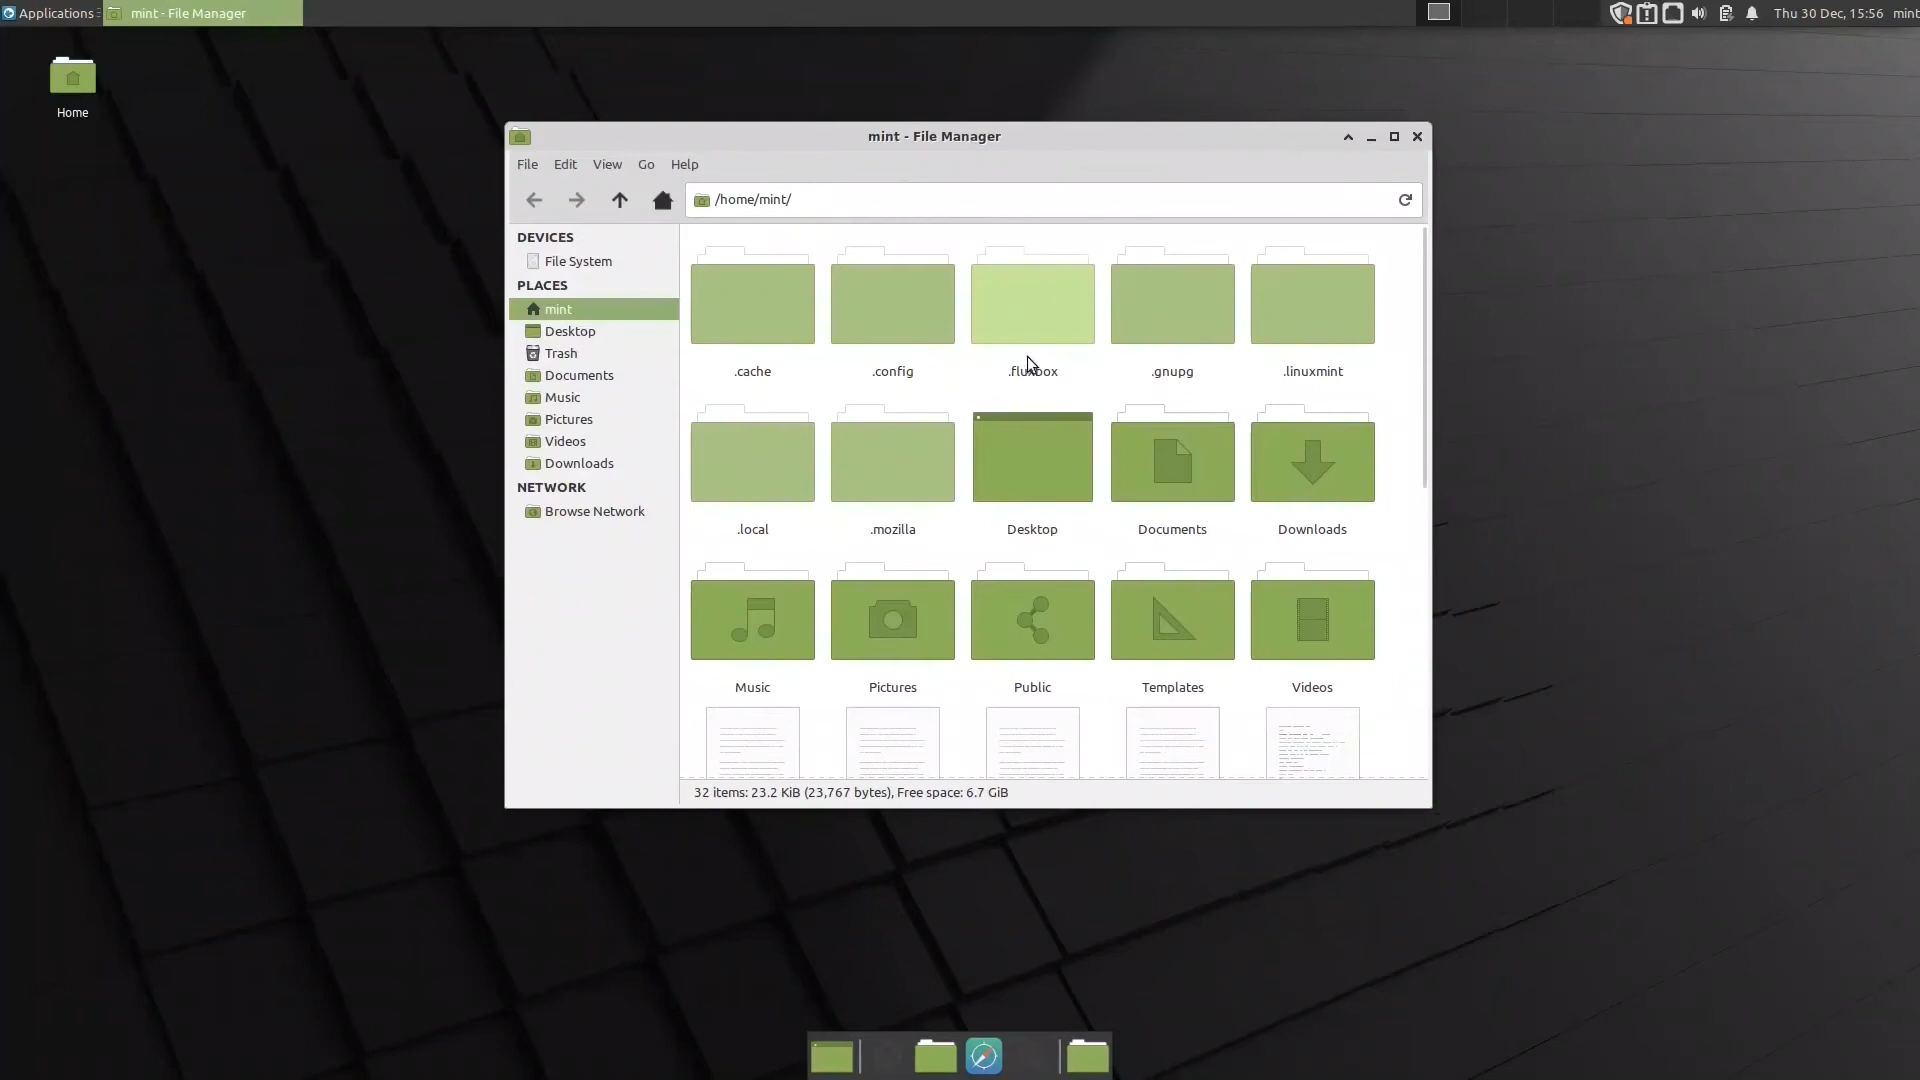 Applications
mint - File Manager
Thu 30 Dec, 15:56 mint
Home
mint - File Manager
File Edit View Go Help
/home/mint/
DEVICES
File System
PLACES
mint
Desktop
Trash
Documents
Music
Pictures
Videos
Downloads
NETWORK
Browse Network
.cache .config .fluxbox .gnupg .linuxmint
.local .mozilla Desktop Documents Downloads
Music Pictures Public Templates Videos
32 items: 23.2 KiB (23,767 bytes), Free space: 6.7 GiB